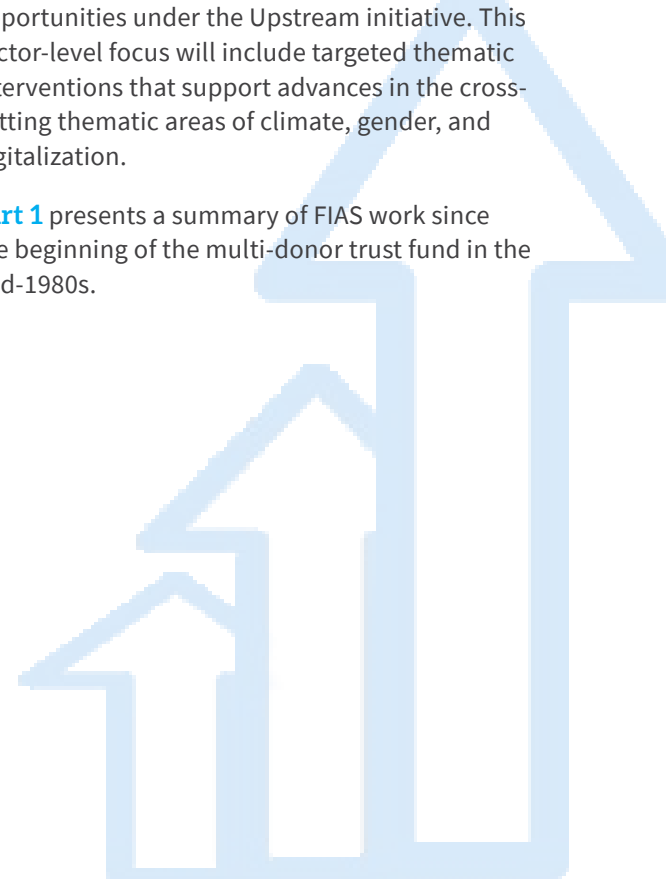 portunities under the Upstream initiative. This
ctor-level focus will include targeted thematic
terventions that support advances in the cross-
tting thematic areas of climate, gender, and
gitalization.
rt 1 presents a summary of FIAS work since
e beginning of the multi-donor trust fund in the
d-1980s.